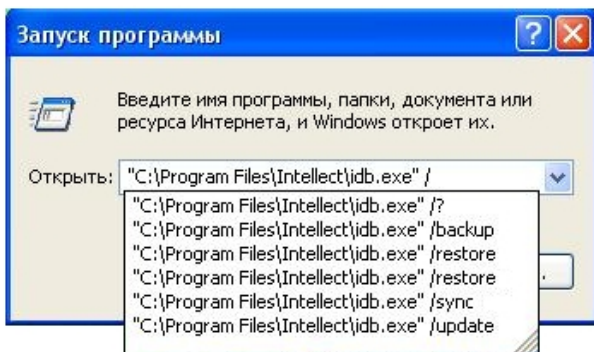 Запуск программы
Введите имя программы, папки, документа или
ресурса Интернета, и Windows откроет их.
Открыть: "C:\Program Files\Intellect\idb.exe" /
"C:\Program Files\Intellect\idb.exe" /?
"C:\Program Files\Intellect\idb.exe" /backup
"C:\Program Files\Intellect\idb.exe" /restore
"C:\Program Files\Intellect\idb.exe" /restore
"C:\Program Files\Intellect\idb.exe" /sync
"C:\Program Files\Intellect\idb.exe" /update